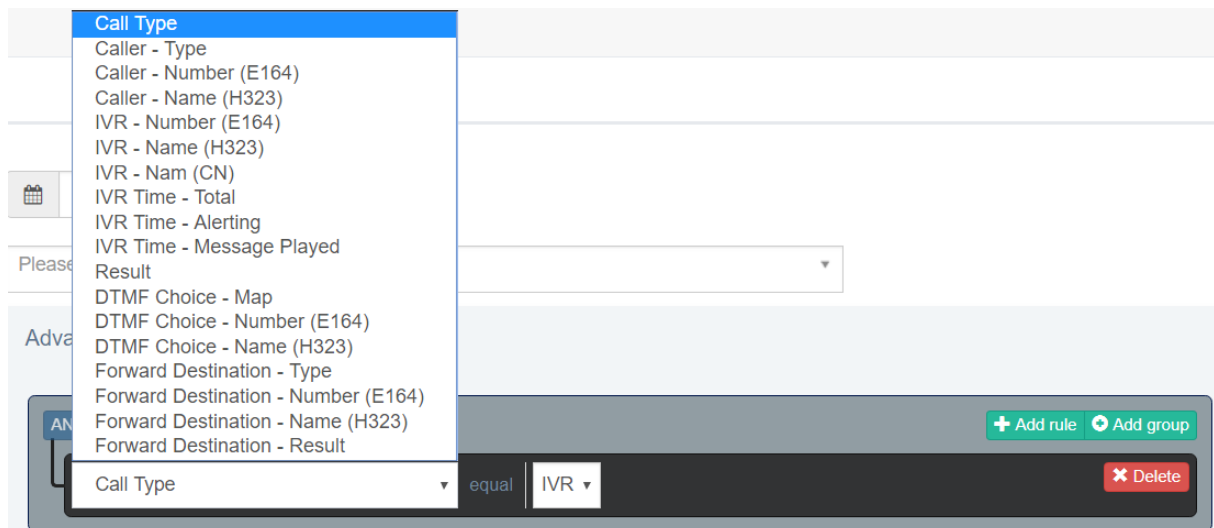 Call Type
Caller - Type
Caller - Number (E164)
Caller - Name (H323)
IVR - Number (E164)
IVR - Name (H323)
IVR - Nam (CN)
IVR Time - Total
IVR Time - Alerting
IVR Time - Message Played
Please
Result
DTMF Choice - Map
DTMF Choice - Number (E164)
Adva
DTMF Choice - Name (H323)
Forward Destination - Type
Forward Destination - Number (E164)
AN Forward Destination - Name (H323) Add rule Add group
Forward Destination - Result
Call Type equal IVR Delete